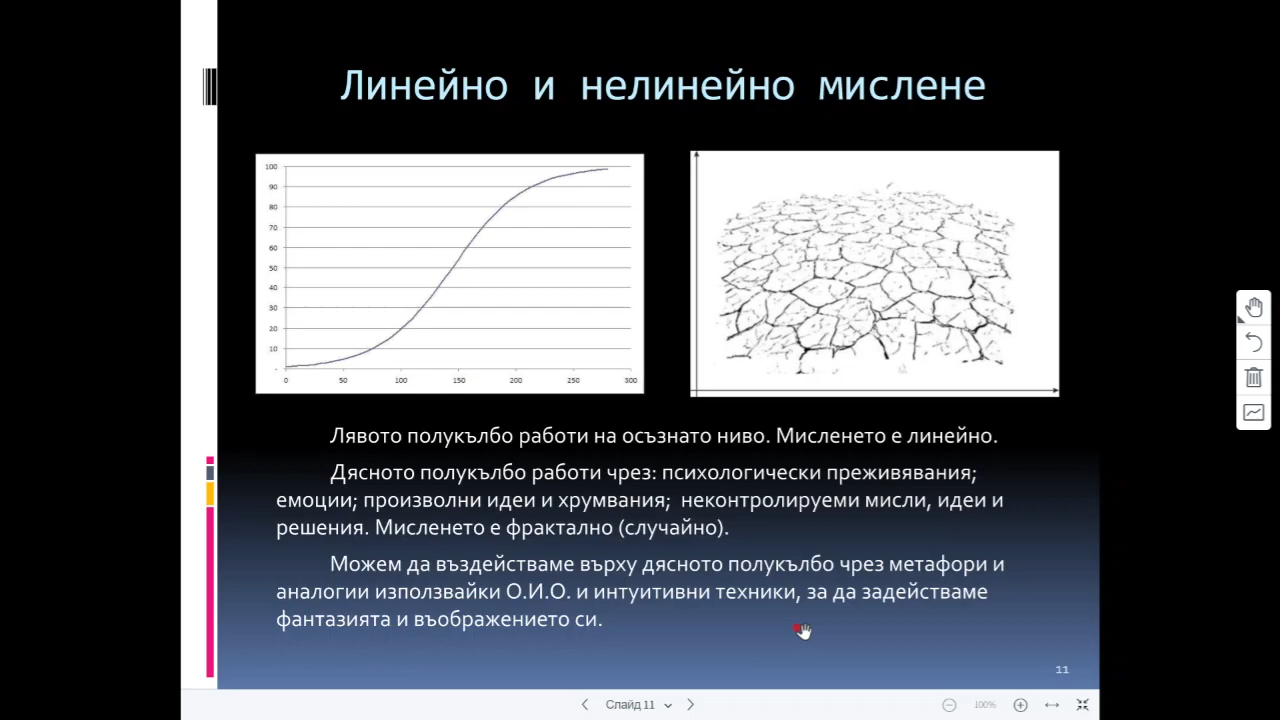 Линейно и нелинейно мислене
100
90
80
70
60
50
40
30
20
10
-
0 50 100 150 200 250 300
Лявото полукълбо работи на осъзнато ниво. Мисленето е линейно.
Дясното полукълбо работи чрез: психологически преживявания;
емоции; произволни идеи и хрумвания; неконтролируеми мисли, идеи и
решения. Мисленето е фрактално (случайно).
Можем да въздействаме върху дясното полукълбо чрез метафори и
аналогии използвайки О.И.О. и интуитивни техники, за да задействаме
фантазията и въображението си.
11
Слайд 11
100%